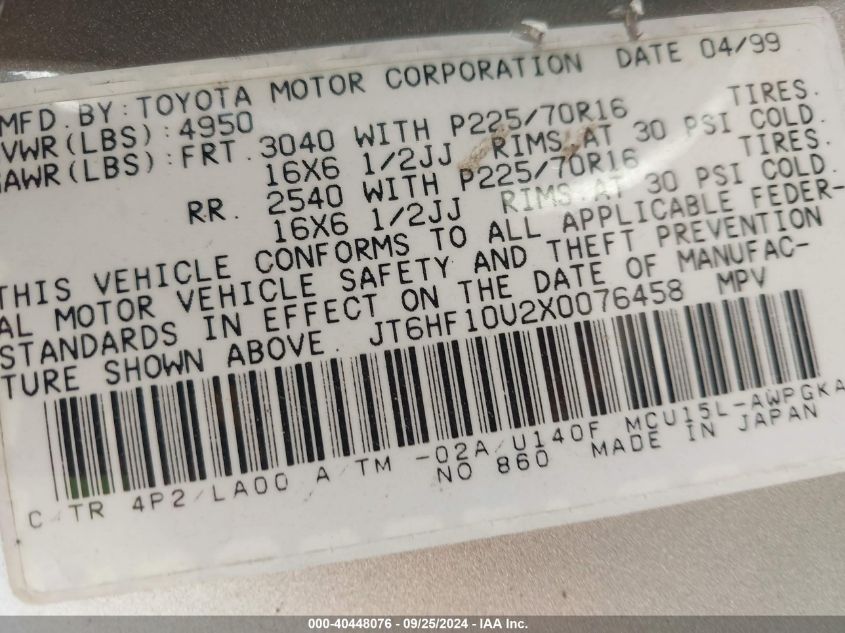 MFD. BY: TOYOTA MOTOR CORPORATION DATE 04/99
VWR(LBS): 4950
AWR(LBS): FRT. 3040 WITH P225/70R16 TIRES.
16X6 1/2JJ RIMS AT 30 PSI COLD.
RR. 2540 WITH P225/70R16 TIRES.
16X6 1/2JJ RIMS AT 30 PSI COLD.
THIS VEHICLE CONFORMS TO ALL APPLICABLE FEDER-
AL MOTOR VEHICLE SAFETY AND THEFT PREVENTION
STANDARDS IN EFFECT ON THE DATE OF MANUFAC-
TURE SHOWN ABOVE. JT6HF10U2X0076458 MPV
C/TR 4P2/LA00 A/TM -02A/U140F MCU15L-AWPGKA
NO 860 MADE IN JAPAN
000-40448076 - 09/25/2024 - IAA Inc.